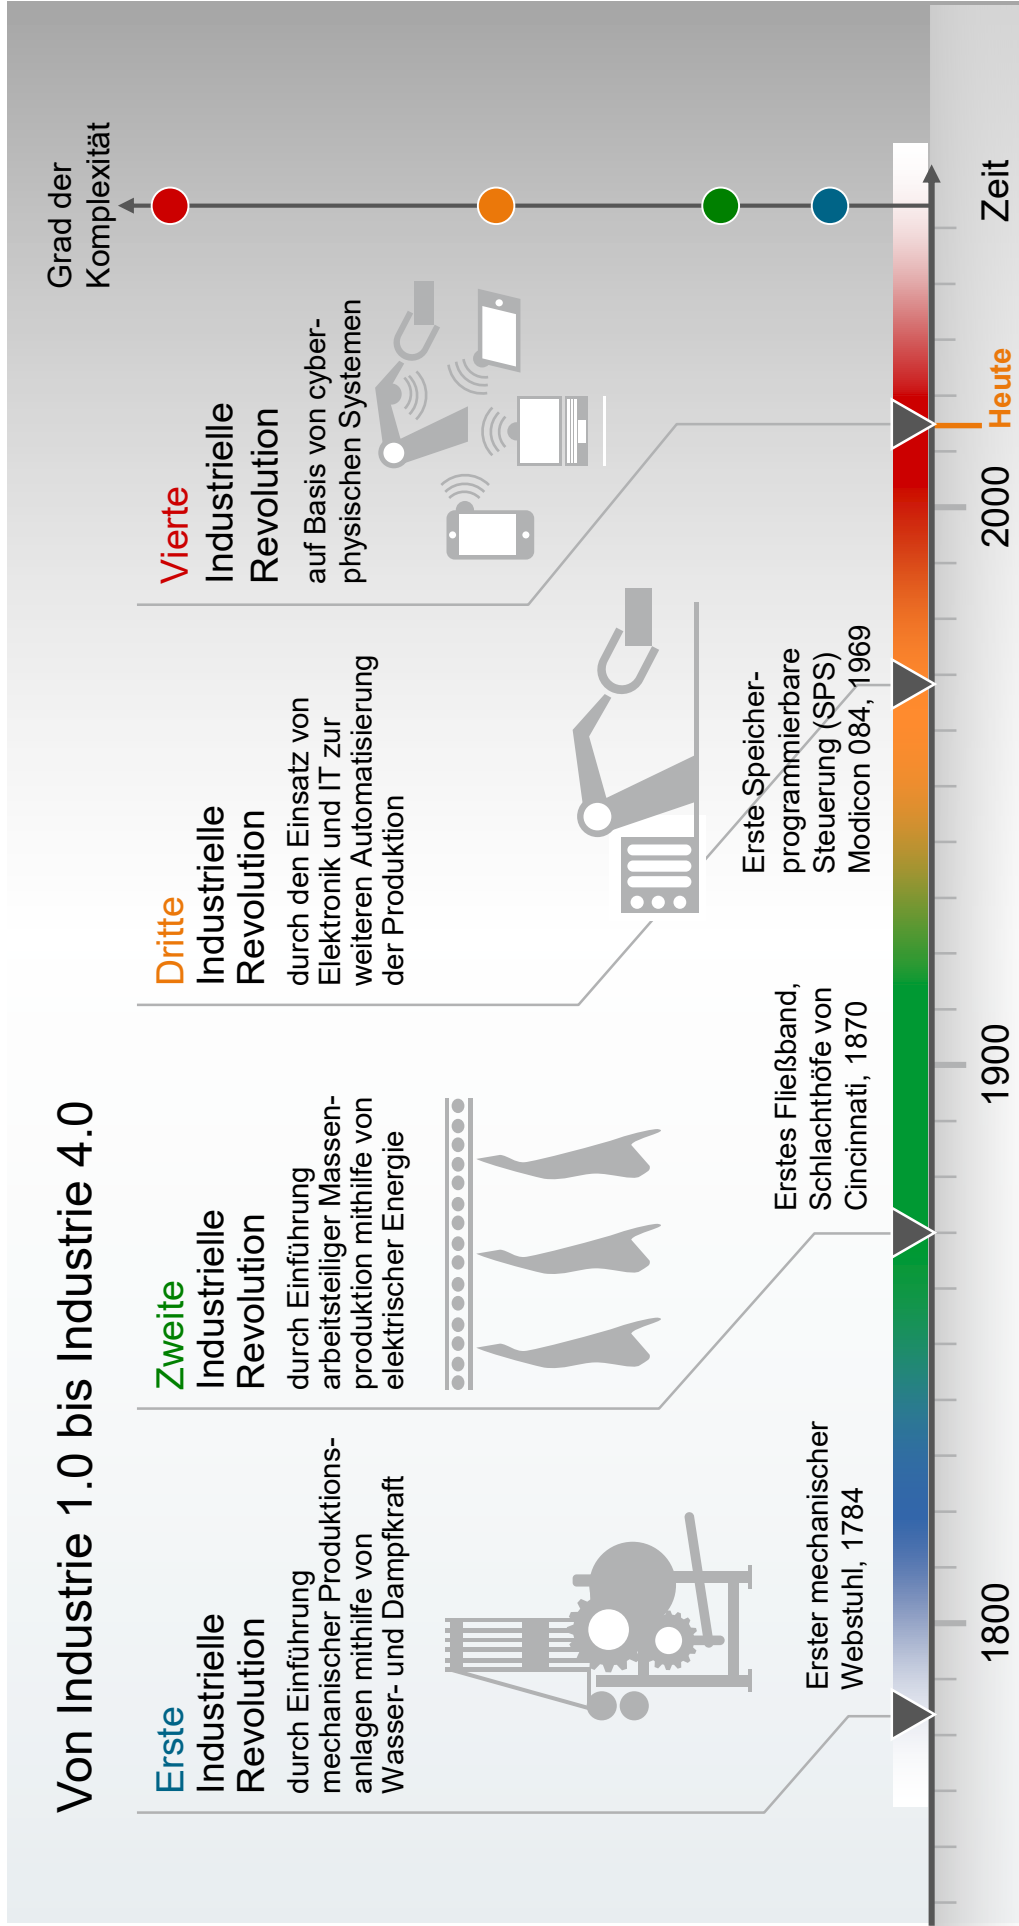 Von Industrie 1.0 bis Industrie 4.0
Grad der
Komplexität
Erste
Industrielle
Revolution
durch Einführung
mechanischer Produktions-
anlagen mithilfe von
Wasser- und Dampfkraft
Zweite
Industrielle
Revolution
durch Einführung
arbeitsteiliger Massen-
produktion mithilfe von
elektrischer Energie
Dritte
Industrielle
Revolution
durch den Einsatz von
Elektronik und IT zur
weiteren Automatisierung
der Produktion
Vierte
Industrielle
Revolution
auf Basis von cyber-
physischen Systemen
Erster mechanischer
Webstuhl, 1784
Erstes Fließband,
Schlachthöfe von
Cincinnati, 1870
Erste Speicher-
programmierbare
Steuerung (SPS)
Modicon 084, 1969
1800
1900
2000
Heute
Zeit